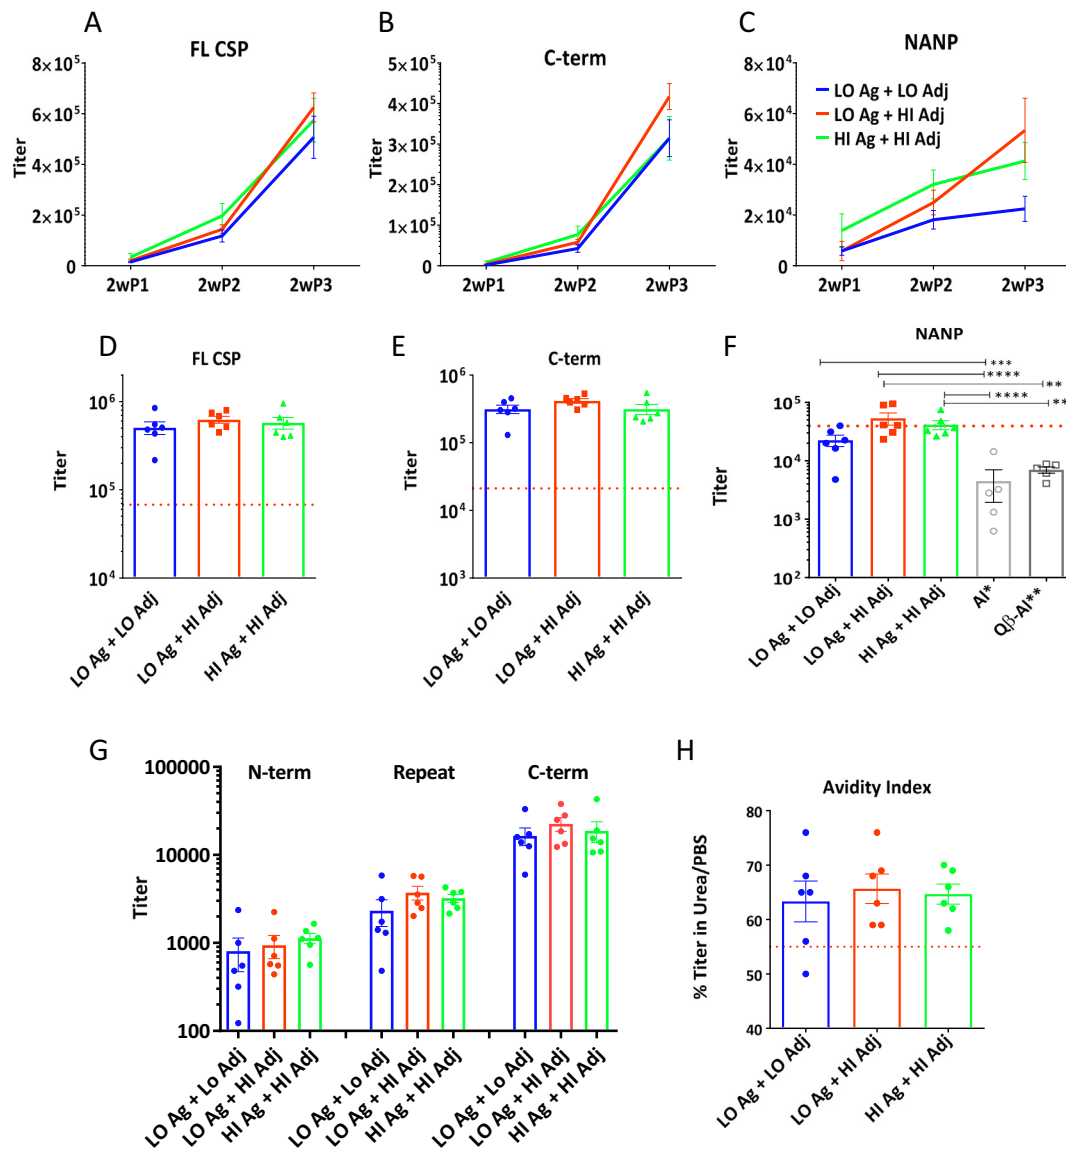 A
FL CSP
8×10⁵
6×10⁵
4×10⁵
2×10⁵
0
Titer
2wP1 2wP2 2wP3
B
C-term
5×10⁵
4×10⁵
3×10⁵
2×10⁵
1×10⁵
0
Titer
2wP1 2wP2 2wP3
C
NANP
8×10⁴
6×10⁴
4×10⁴
2×10⁴
0
Titer
LO Ag + LO Adj
LO Ag + HI Adj
HI Ag + HI Adj
2wP1 2wP2 2wP3
D
FL CSP
10⁶
10⁵
10⁴
Titer
LO Ag + LO Adj
LO Ag + HI Adj
HI Ag + HI Adj
E
C-term
10⁶
10⁵
10⁴
10³
Titer
LO Ag + LO Adj
LO Ag + HI Adj
HI Ag + HI Adj
F
NANP
***
****
**
****
**
10⁵
10⁴
10³
10²
Titer
LO Ag + LO Adj
LO Ag + HI Adj
HI Ag + HI Adj
Al*
Qβ-Al**
G
N-term Repeat C-term
100000
10000
1000
100
Titer
LO Ag + Lo Adj
LO Ag + HI Adj
HI Ag + HI Adj
LO Ag + LO Adj
LO Ag + HI Adj
HI Ag + HI Adj
LO Ag + LO Adj
LO Ag + HI Adj
HI Ag + HI Adj
H
Avidity Index
80
70
60
50
40
% Titer in Urea/PBS
LO Ag + LO Adj
LO Ag + HI Adj
HI Ag + HI Adj